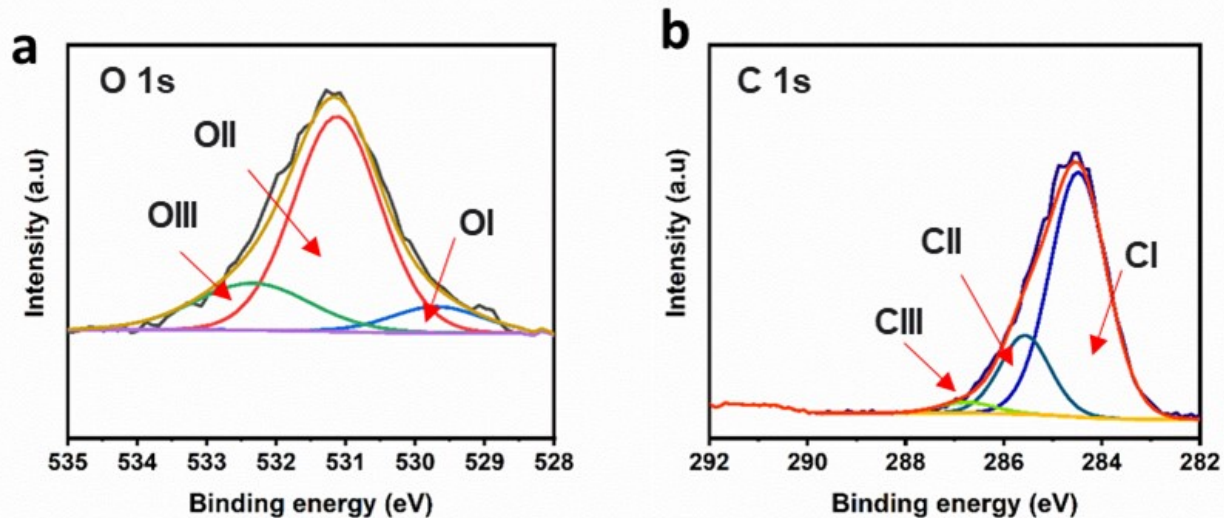 a
O 1s
OII
OIII
OI
Intensity (a.u)
535 534 533 532 531 530 529 528
Binding energy (eV)
b
C 1s
CII
CI
CIII
Intensity (a.u)
292 290 288 286 284 282
Binding energy (eV)